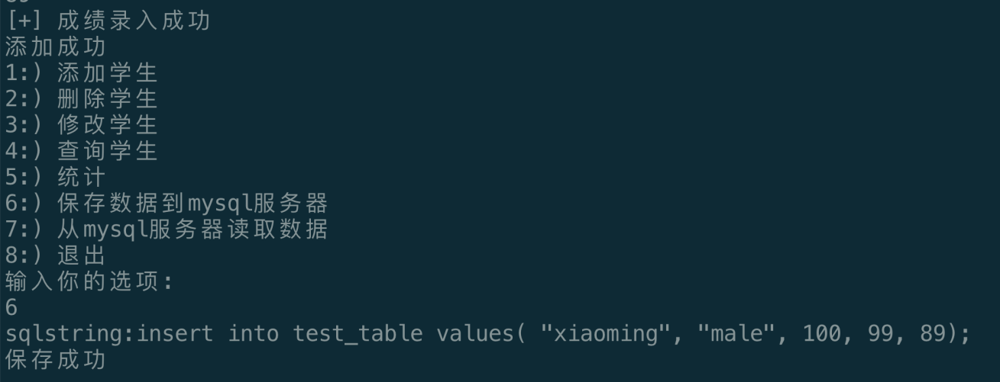 [+] 成绩录入成功
添加成功
1:) 添加学生
2:) 删除学生
3:) 修改学生
4:) 查询学生
5:) 统计
6:) 保存数据到mysql服务器
7:) 从mysql服务器读取数据
8:) 退出
输入你的选项:
6
sqlstring:insert into test_table values( "xiaoming", "male", 100, 99, 89);
保存成功